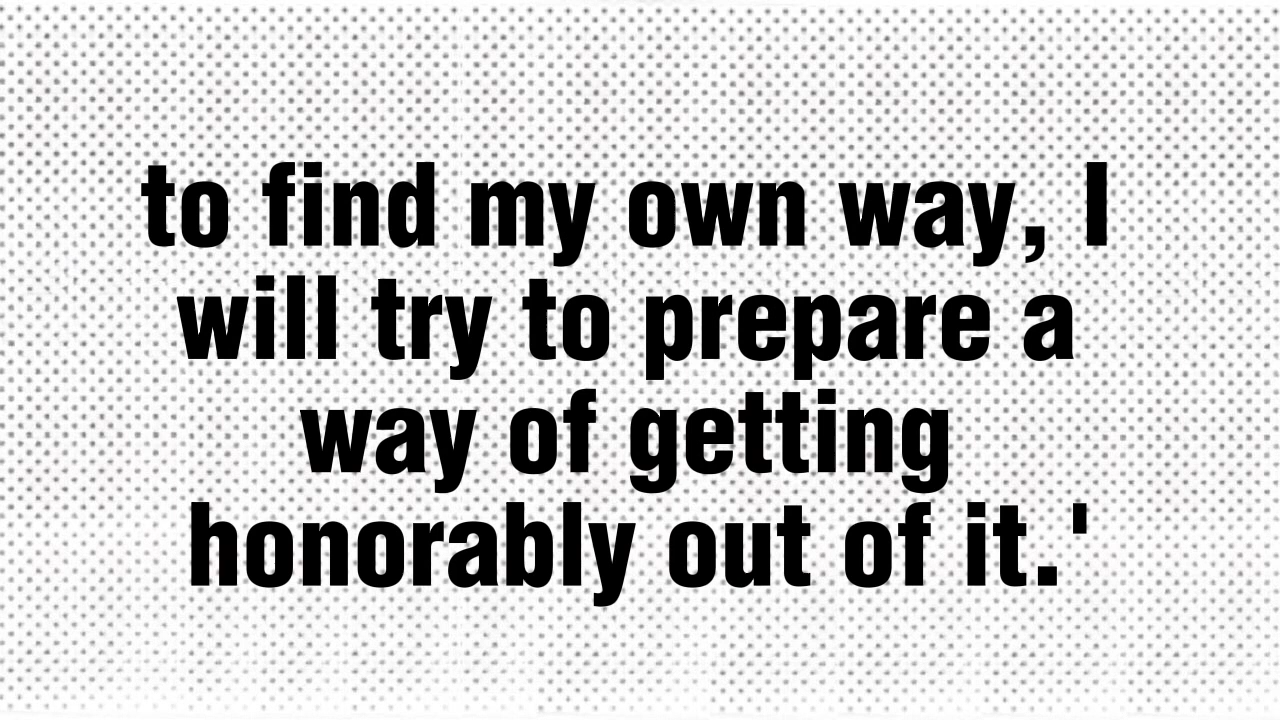 to find my own way, I
will try to prepare a
way of getting
honorably out of it.'